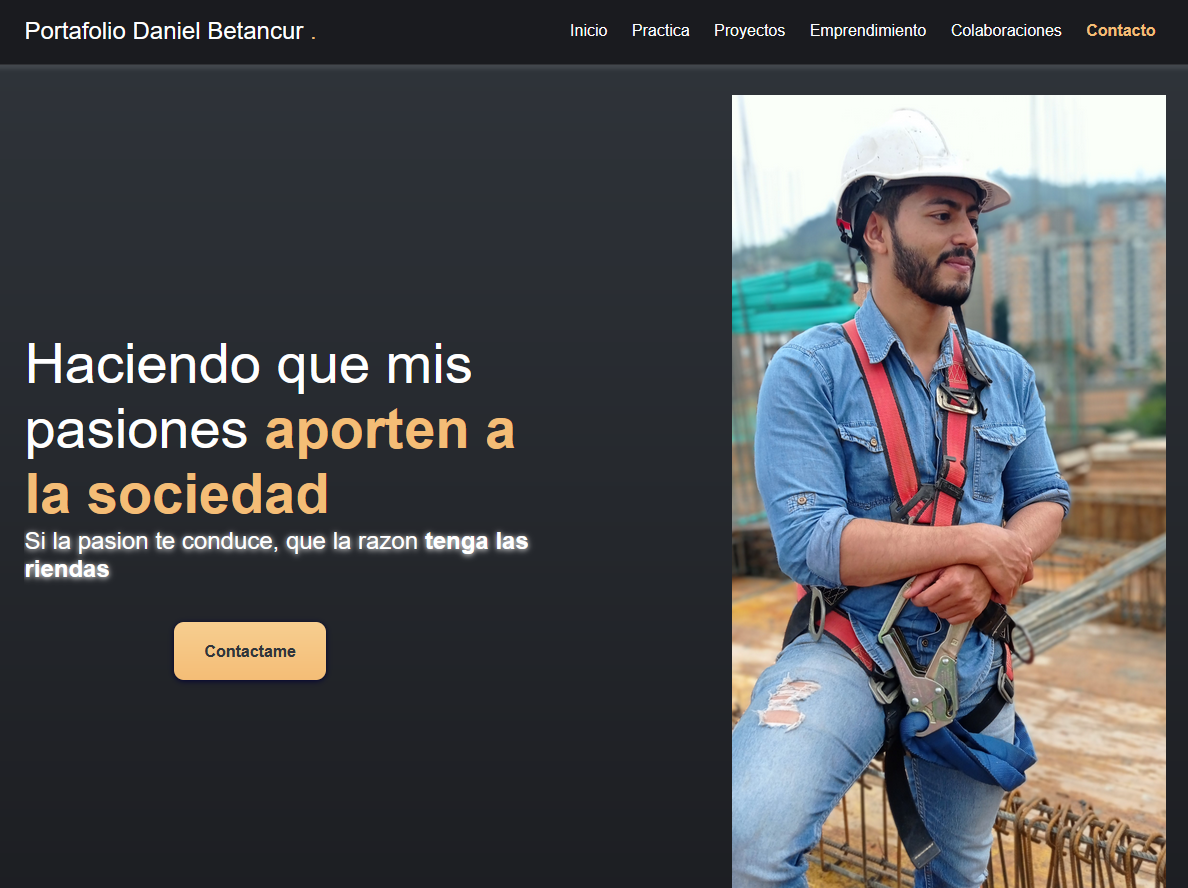 Portafolio Daniel Betancur .
Inicio Practica Proyectos Emprendimiento Colaboraciones Contacto
Haciendo que mis
pasiones aporten a
la sociedad
Si la pasion te conduce, que la razon tenga las
riendas
Contactame